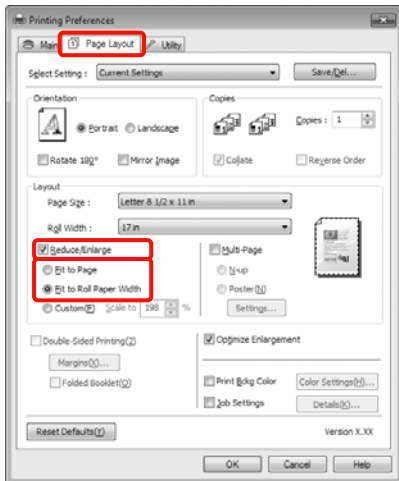 Printing Preferences
Main Page Layout Utility
Select Setting : Current Settings Save/Del...
Orientation
Copies
A
Portrait Landscape
Copies : 1
Rotate 180° Mirror Image
Collate Reverse Order
Layout
Page Size : Letter 8 1/2 x 11 in
Roll Width : 17 in
Reduce/Enlarge
Multi-Page
Fit to Page
N-up
Fit to Roll Paper Width
Poster(N)
Custom(F) Scale to 198 %
Settings...
Double-Sided Printing(2)
Optimize Enlargement
Margins(X)...
Folded Booklet(Q)
Print Bckg Color Color Settings(H)...
Job Settings Details(K)...
Reset Defaults(Y)
Version X.XX
OK Cancel Help